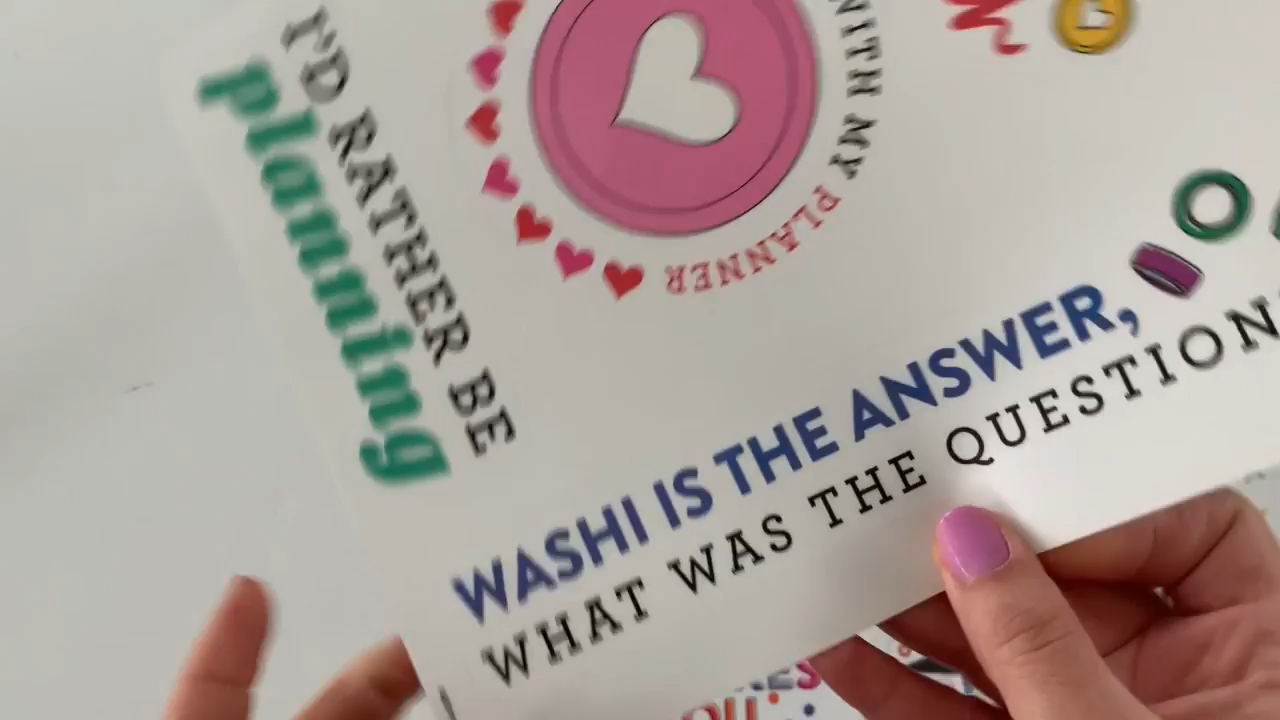 I'D RATHER BE
planning
WITH MY PLANNER
WASHI IS THE ANSWER,
WHAT WAS THE QUESTION